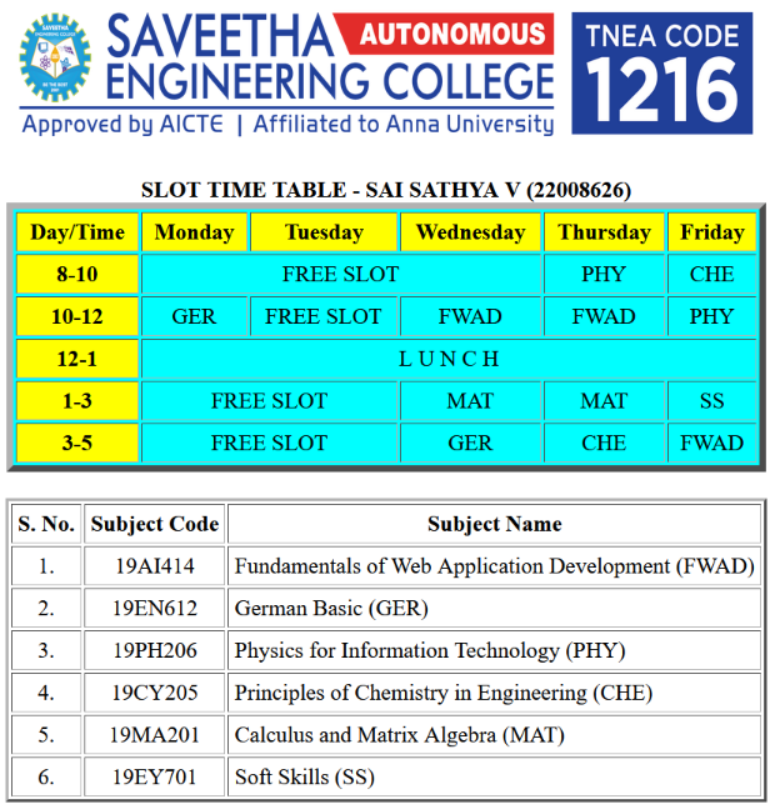 SAVEETHA AUTONOMOUS
ENGINEERING COLLEGE
Approved by AICTE | Affiliated to Anna University
TNEA CODE
1216
SLOT TIME TABLE - SAI SATHYA V (22008626)
Day/Time Monday Tuesday Wednesday Thursday Friday
8-10 FREE SLOT PHY CHE
10-12 GER FREE SLOT FWAD FWAD PHY
12-1 L U N C H
1-3 FREE SLOT MAT MAT SS
3-5 FREE SLOT GER CHE FWAD
S. No. Subject Code Subject Name
1. 19AI414 Fundamentals of Web Application Development (FWAD)
2. 19EN612 German Basic (GER)
3. 19PH206 Physics for Information Technology (PHY)
4. 19CY205 Principles of Chemistry in Engineering (CHE)
5. 19MA201 Calculus and Matrix Algebra (MAT)
6. 19EY701 Soft Skills (SS)